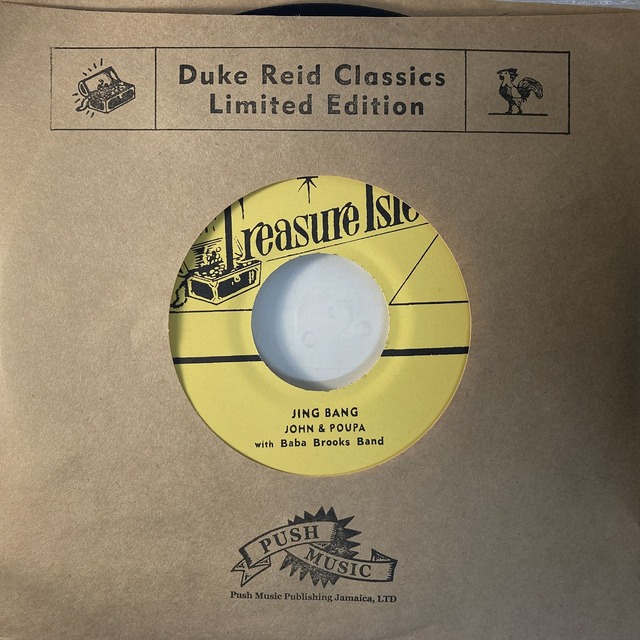 Duke Reid Classics
Limited Edition
Treasure Isle
JING BANG
JOHN & POUPA
with Baba Brooks Band
PUSH
MUSIC
Push Music Publishing Jamaica, LTD